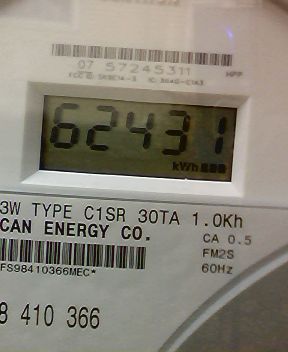 07 57245311
HPP
62431
kWh
3W TYPE C1SR 30TA 1.0Kh
CAN ENERGY CO.
CA 0.5
FM2S
60Hz
FS98410366MEC*
8 410 366